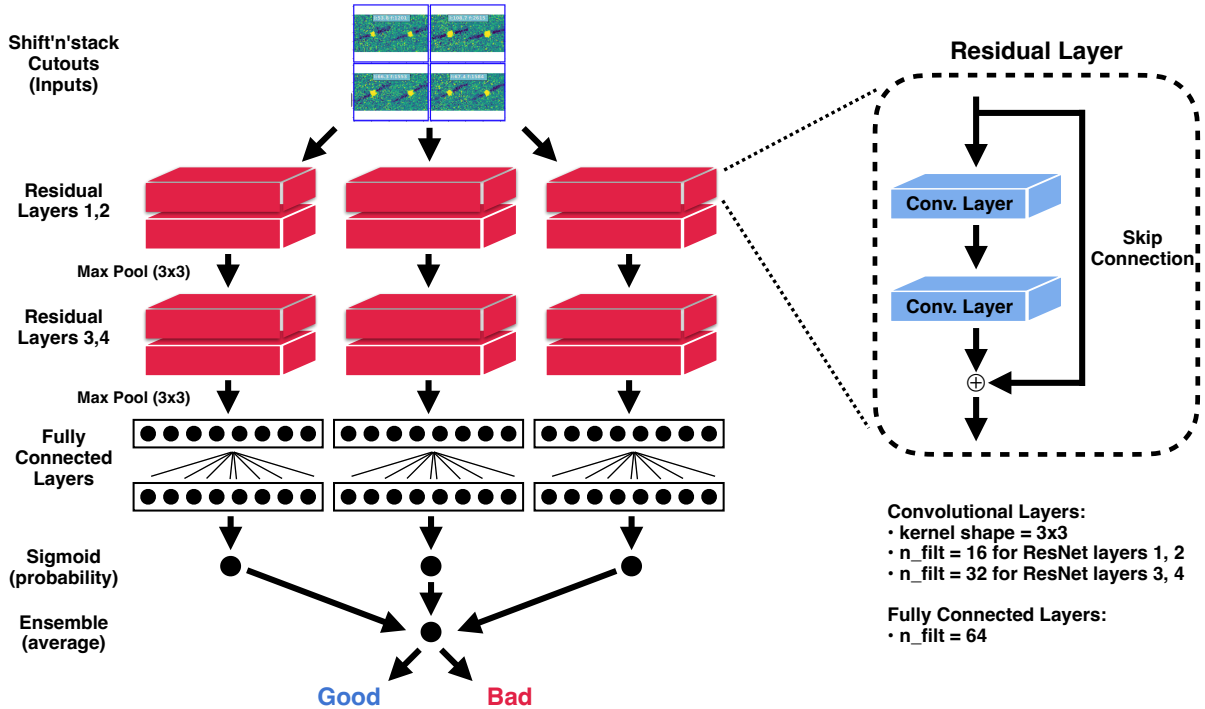 Shift'n'stack
Cutouts
(Inputs)
Residual Layer
Residual
Layers 1,2
Conv. Layer
Skip
Connection
Max Pool (3x3)
Residual
Layers 3,4
Conv. Layer
Max Pool (3x3)
Fully
Connected
Layers
Convolutional Layers:
· kernel shape = 3x3
· n_filt = 16 for ResNet layers 1, 2
· n_filt = 32 for ResNet layers 3, 4
Sigmoid
(probability)
Fully Connected Layers:
· n_filt = 64
Ensemble
(average)
Good
Bad